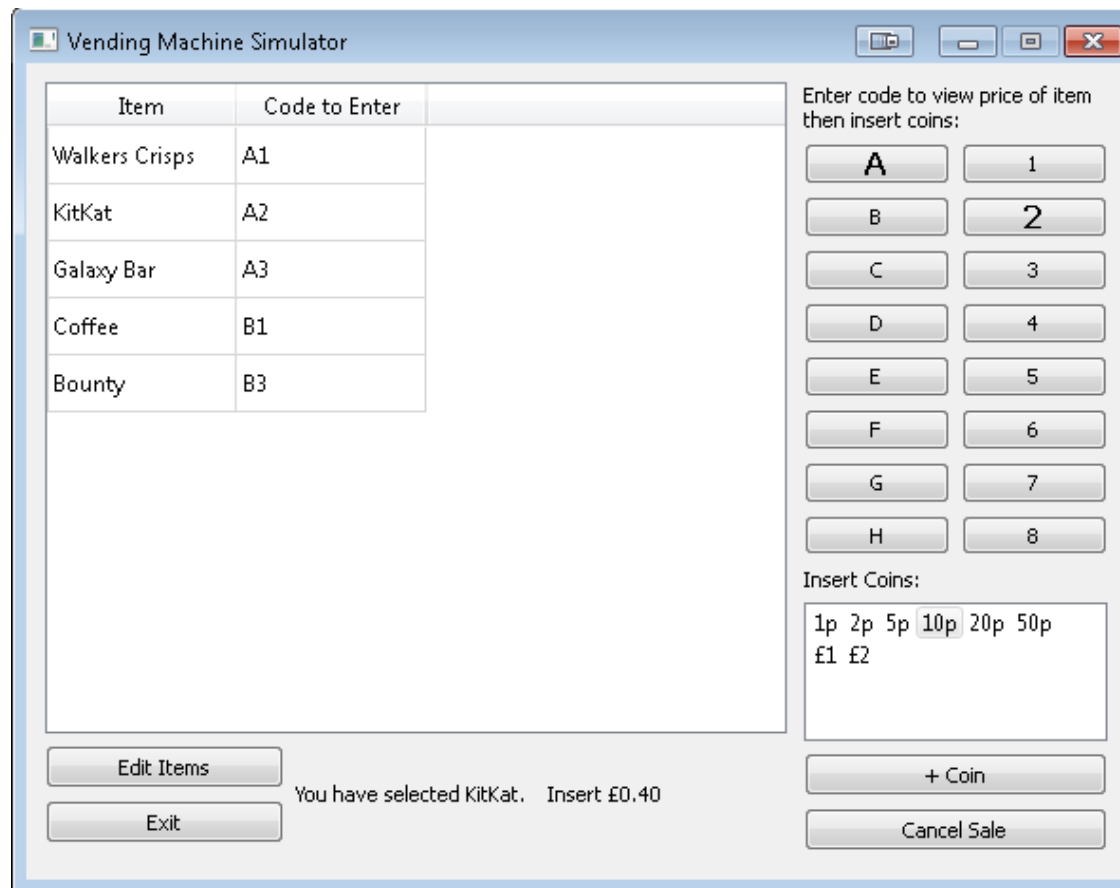 Vending Machine Simulator
Item Code to Enter
Walkers Crisps A1
KitKat A2
Galaxy Bar A3
Coffee B1
Bounty B3
Edit Items
Exit
You have selected KitKat. Insert £0.40
Enter code to view price of item
then insert coins:
A 1
B 2
C 3
D 4
E 5
F 6
G 7
H 8
Insert Coins:
1p 2p 5p 10p 20p 50p
£1 £2
+ Coin
Cancel Sale